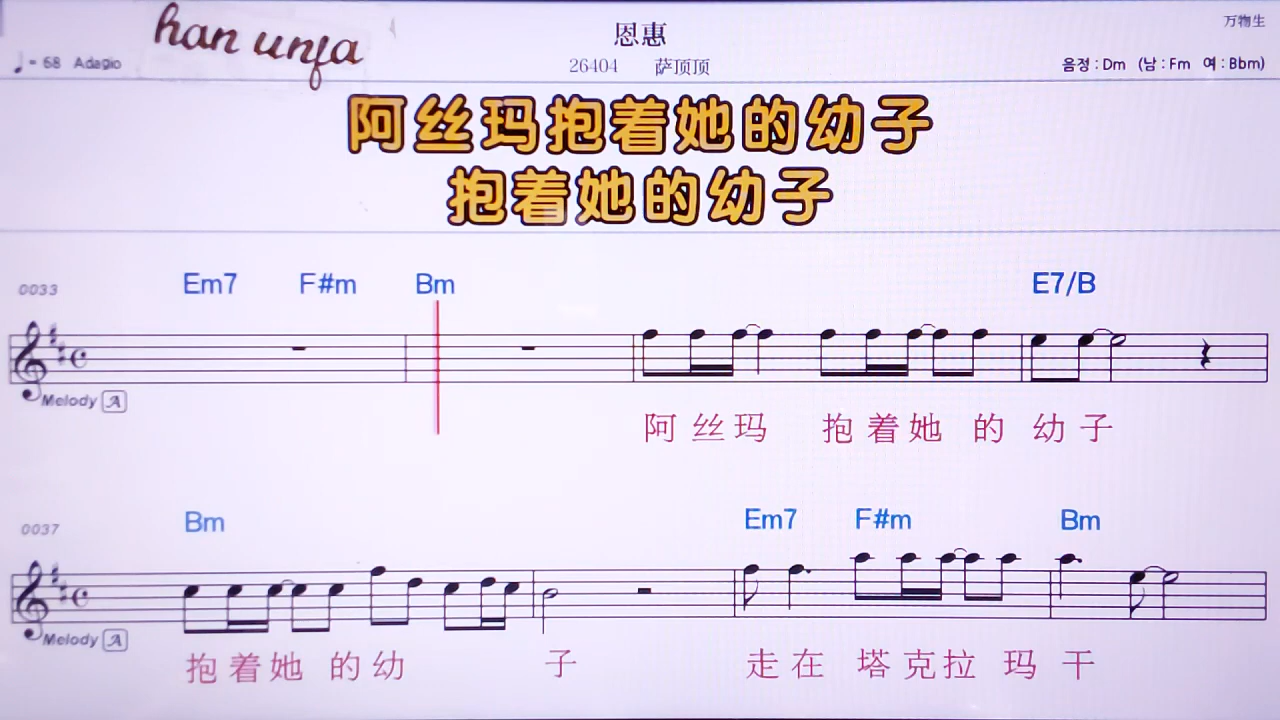 han unfa
恩惠
万物生
♩= 68 Adagio
26404 萨顶顶
음정 : Dm (남 : Fm 여 : Bbm)
阿丝玛抱着她的幼子
抱着她的幼子
0033 Em7 F#m Bm E7/B
Melody A
阿丝玛 抱着她的幼子
0037 Bm Em7 F#m Bm
Melody A
抱着她的幼 子 走在塔克拉玛干